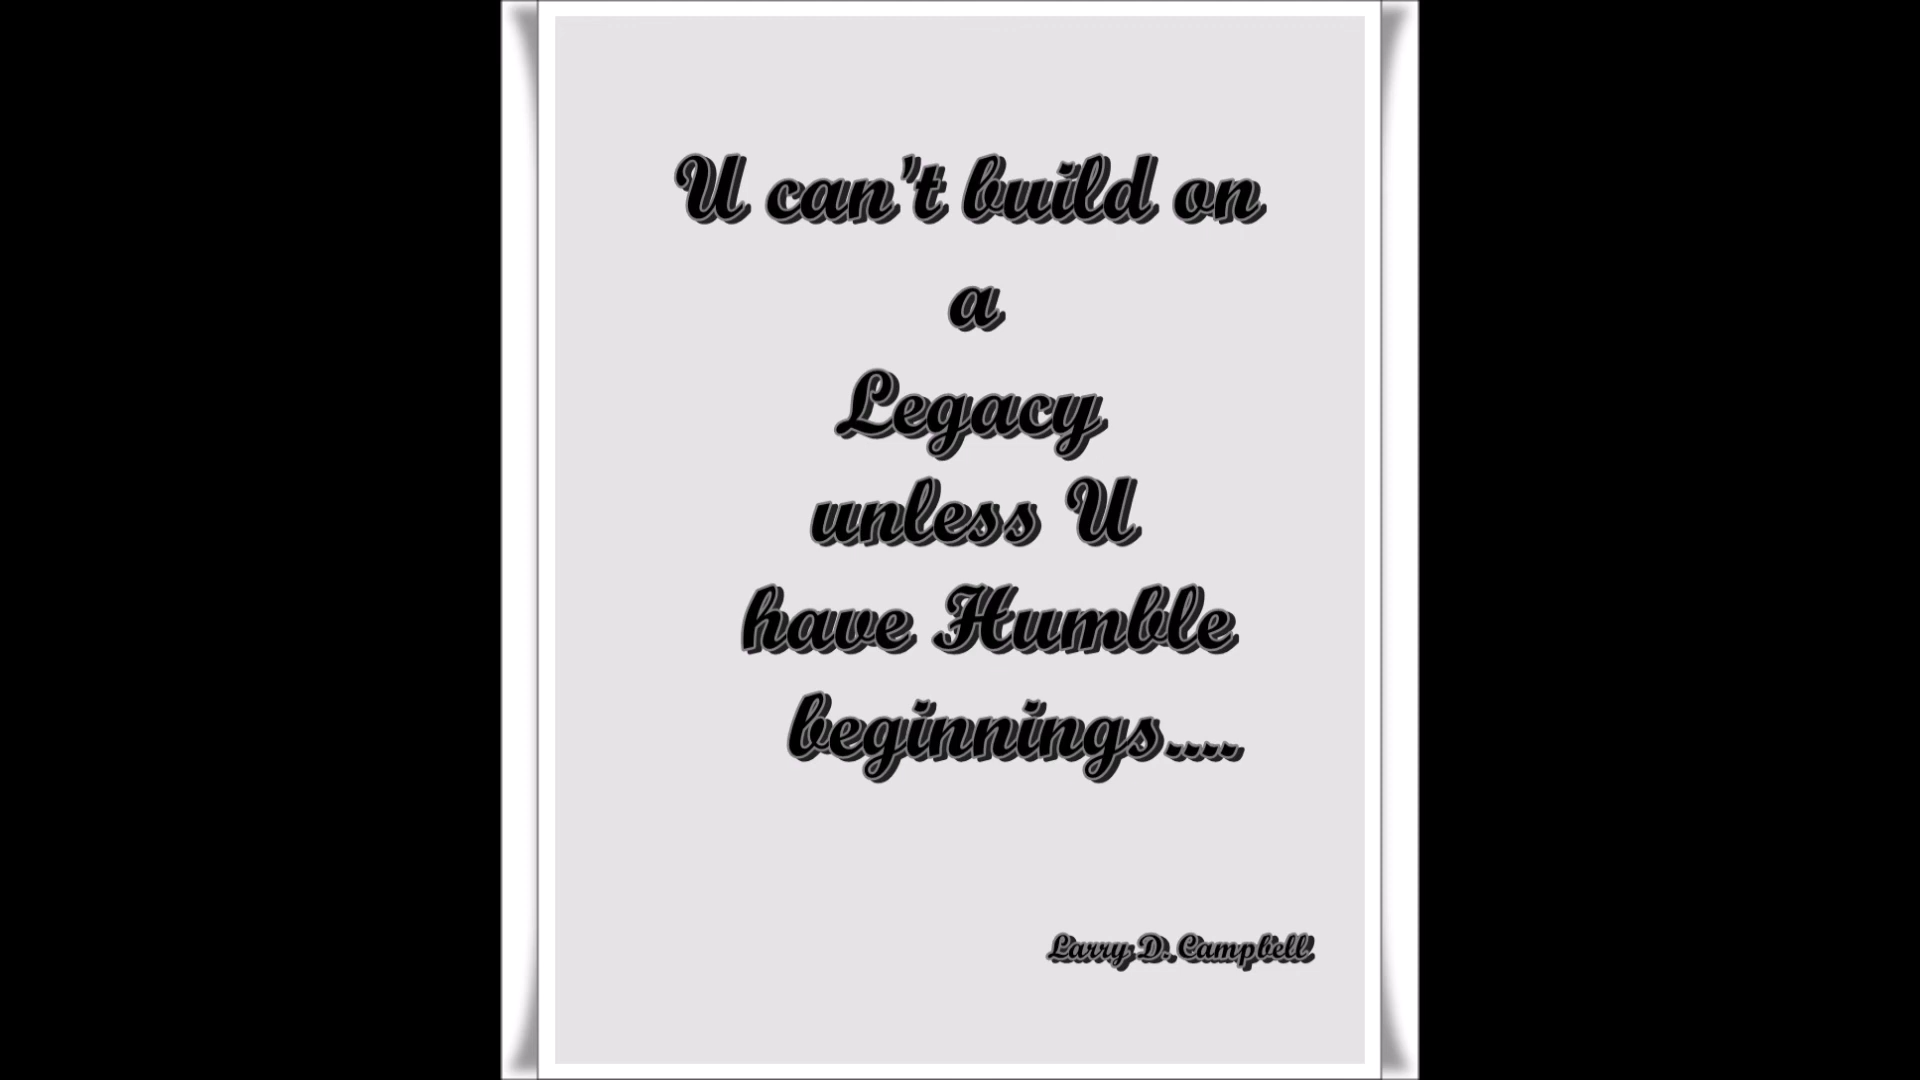 U can't build on
a
Legacy
unless U
have Humble
beginnings....
Larry D. Campbell